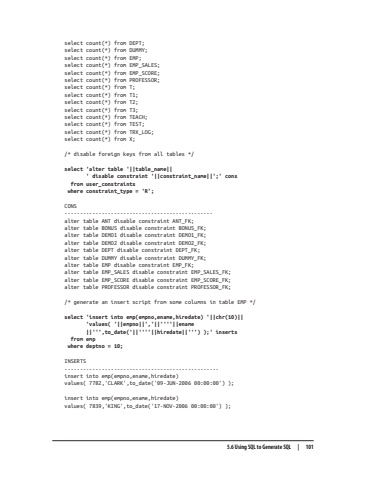 select count(*) from DEPT;
select count(*) from DUMMY;
select count(*) from EMP;
select count(*) from EMP_SALES;
select count(*) from EMP_SCORE;
select count(*) from PROFESSOR;
select count(*) from T;
select count(*) from T1;
select count(*) from T2;
select count(*) from T3;
select count(*) from TEACH;
select count(*) from TEST;
select count(*) from TRX_LOG;
select count(*) from X;
/* disable foreign keys from all tables */
select 'alter table '||table_name||
' disable constraint '||constraint_name||';' cons
from user_constraints
where constraint_type = 'R';
CONS
------------------------------------------------
alter table ANT disable constraint ANT_FK;
alter table BONUS disable constraint BONUS_FK;
alter table DEMO1 disable constraint DEMO1_FK;
alter table DEMO2 disable constraint DEMO2_FK;
alter table DEPT disable constraint DEPT_FK;
alter table DUMMY disable constraint DUMMY_FK;
alter table EMP disable constraint EMP_FK;
alter table EMP_SALES disable constraint EMP_SALES_FK;
alter table EMP_SCORE disable constraint EMP_SCORE_FK;
alter table PROFESSOR disable constraint PROFESSOR_FK;
/* generate an insert script from some columns in table EMP */
select 'insert into emp(empno,ename,hiredate) '||chr(10)||
'values( '||empno||','||''''||ename
||''',to_date('||''''||hiredate||''') );' inserts
from emp
where deptno = 10;
INSERTS
--------------------------------------------------
insert into emp(empno,ename,hiredate)
values( 7782,'CLARK',to_date('09-JUN-2006 00:00:00') );
insert into emp(empno,ename,hiredate)
values( 7839,'KING',to_date('17-NOV-2006 00:00:00') );
5.6 Using SQL to Generate SQL | 101